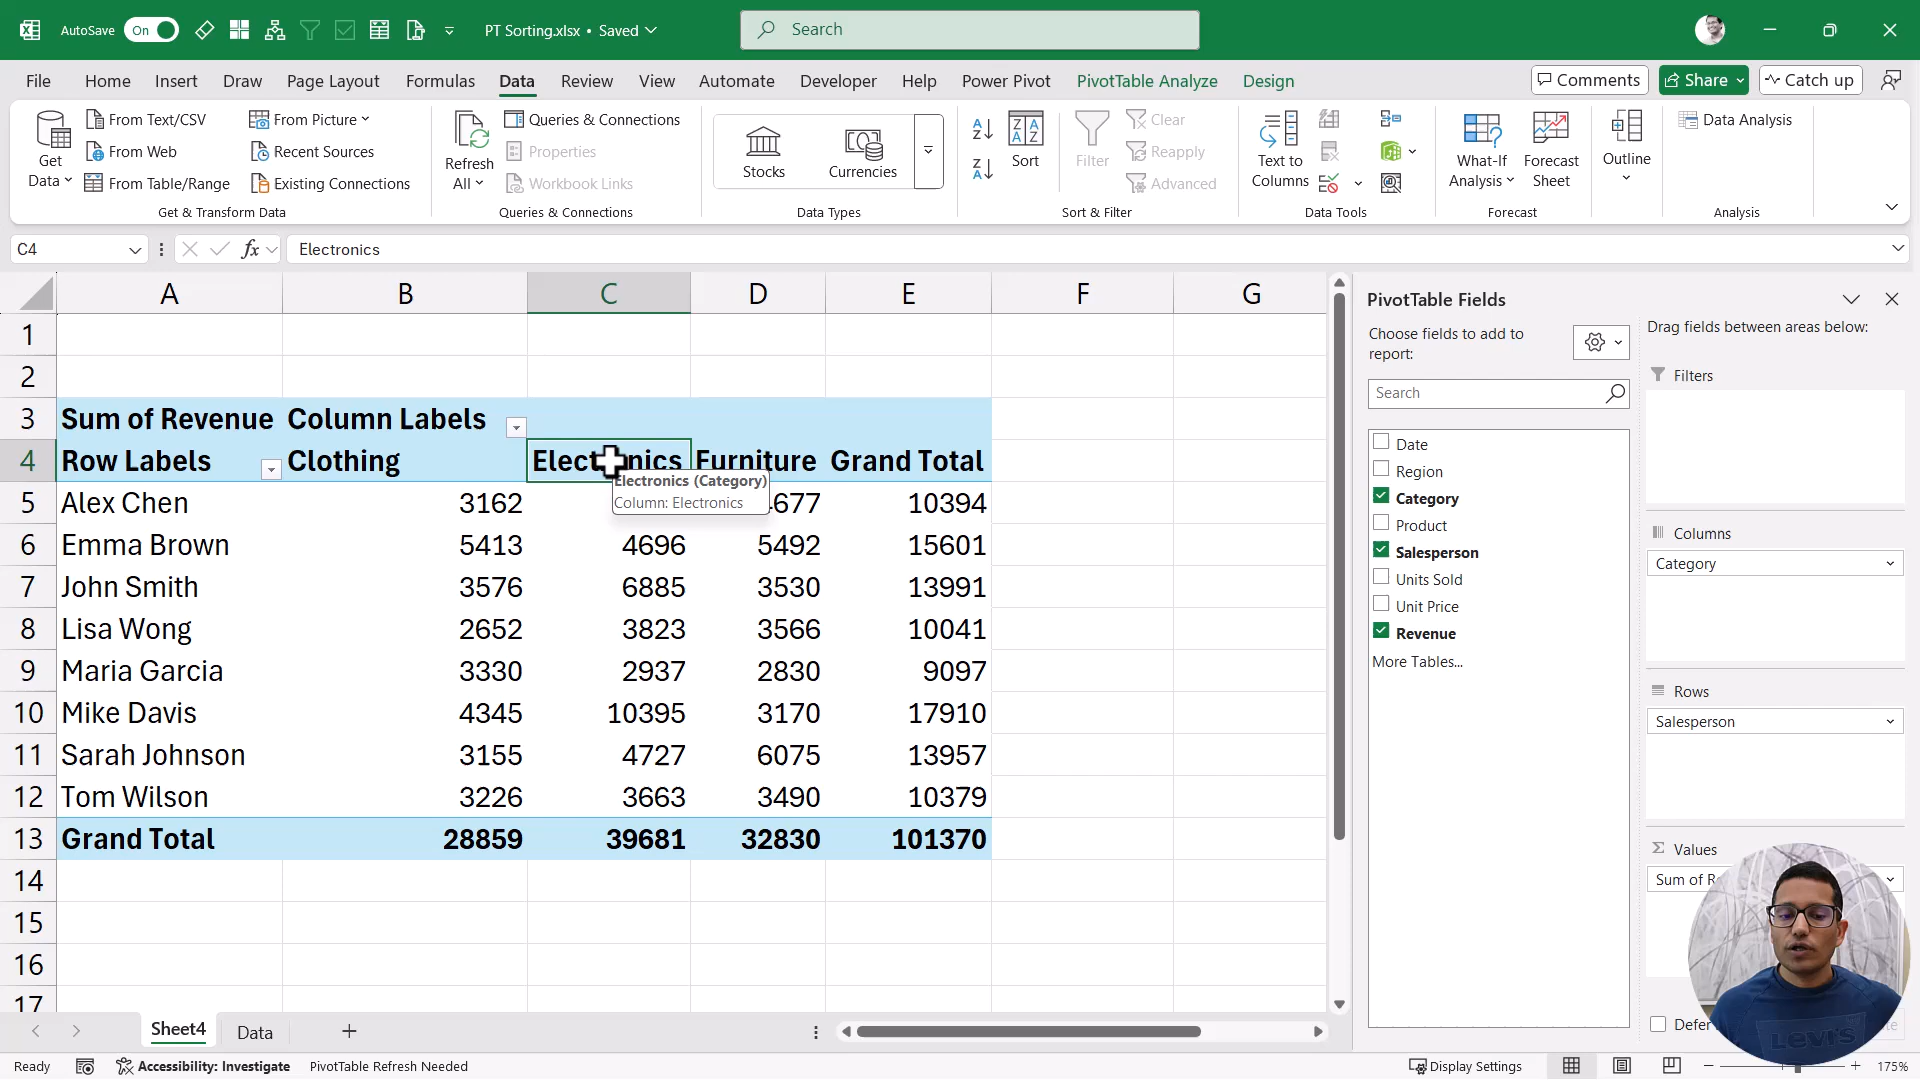 AutoSave On PT Sorting.xlsx • Saved Search
File Home Insert Draw Page Layout Formulas Data Review View Automate Developer Help Power Pivot PivotTable Analyze Design Comments Share Catch up
Get Data
From Text/CSV
From Web
From Table/Range
From Picture
Recent Sources
Existing Connections
Get & Transform Data
Refresh All
Queries & Connections
Properties
Workbook Links
Queries & Connections
Stocks
Currencies
Data Types
Sort
Filter
Clear
Reapply
Advanced
Sort & Filter
Text to Columns
Data Tools
What-If Analysis
Forecast Sheet
Forecast
Outline
Data Analysis
Analysis
C4 fx Electronics
A B C D E F G
1
2
3 Sum of Revenue Column Labels
4 Row Labels Clothing Furniture Grand Total
Electronics (Category)
Column: Electronics
5 Alex Chen 3162 10394
6 Emma Brown 5413 4696 5492 15601
7 John Smith 3576 6885 3530 13991
8 Lisa Wong 2652 3823 3566 10041
9 Maria Garcia 3330 2937 2830 9097
10 Mike Davis 4345 10395 3170 17910
11 Sarah Johnson 3155 4727 6075 13957
12 Tom Wilson 3226 3663 3490 10379
13 Grand Total 28859 39681 32830 101370
14
15
16
17
PivotTable Fields
Choose fields to add to
report:
Search
Date
Region
Category
Product
Salesperson
Units Sold
Unit Price
Revenue
More Tables...
Drag fields between areas below:
Filters
Columns
Category
Rows
Salesperson
Σ Values
Sum of
Levi's
Sheet4 Data
Ready Accessibility: Investigate PivotTable Refresh Needed Display Settings 175%